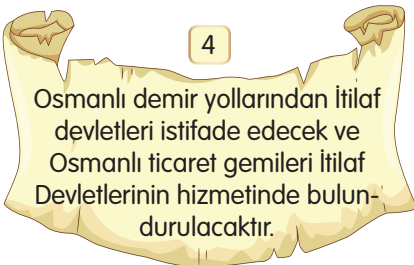 4
Osmanlı demir yollarından İtilaf
devletleri istifade edecek ve
Osmanlı ticaret gemileri İtilaf
Devletlerinin hizmetinde bulun-
durulacaktır.